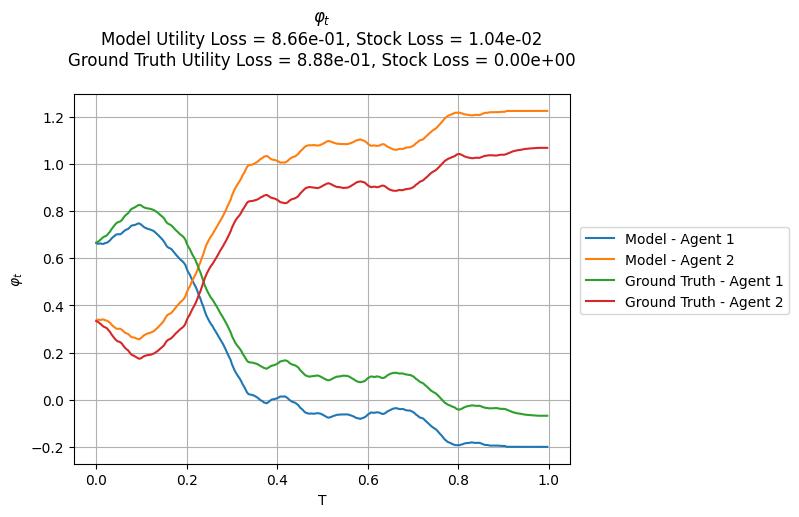 φt
Model Utility Loss = 8.66e-01, Stock Loss = 1.04e-02
Ground Truth Utility Loss = 8.88e-01, Stock Loss = 0.00e+00
1.2
1.0
0.8
0.6
0.4
0.2
0.0
−0.2
φt
0.0 0.2 0.4 0.6 0.8 1.0
T
Model - Agent 1
Model - Agent 2
Ground Truth - Agent 1
Ground Truth - Agent 2